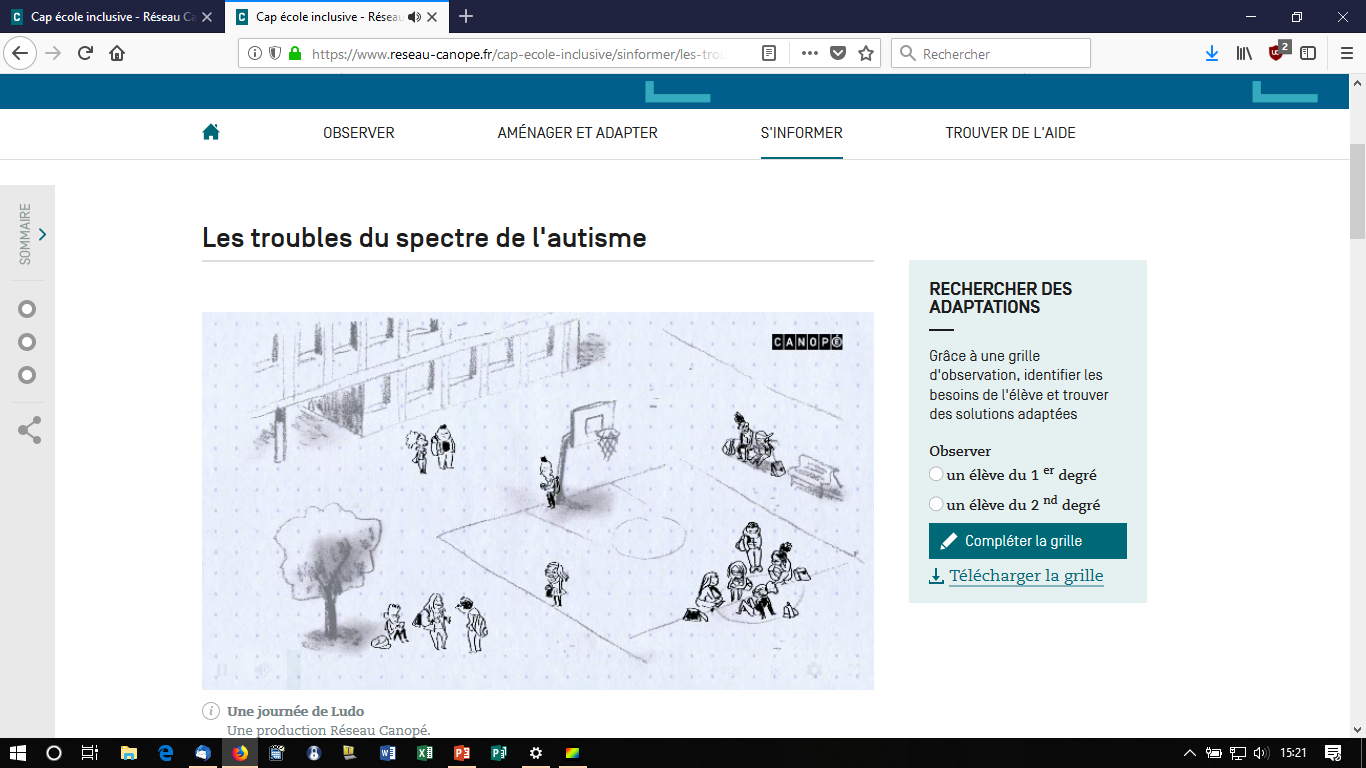 Cap école inclusive - Réseau Ca
Cap école inclusive - Réseau
https://www.reseau-canope.fr/cap-ecole-inclusive/sinformer/les-trou
Rechercher
2
OBSERVER
AMÉNAGER ET ADAPTER
S'INFORMER
TROUVER DE L'AIDE
SOMMAIRE
Les troubles du spectre de l'autisme
CANOPÉ
Une journée de Ludo
Une production Réseau Canopé.
RECHERCHER DES
ADAPTATIONS
Grâce à une grille
d'observation, identifier les
besoins de l'élève et trouver
des solutions adaptées
Observer
un élève du 1 er degré
un élève du 2 nd degré
Compléter la grille
Télécharger la grille
15:21